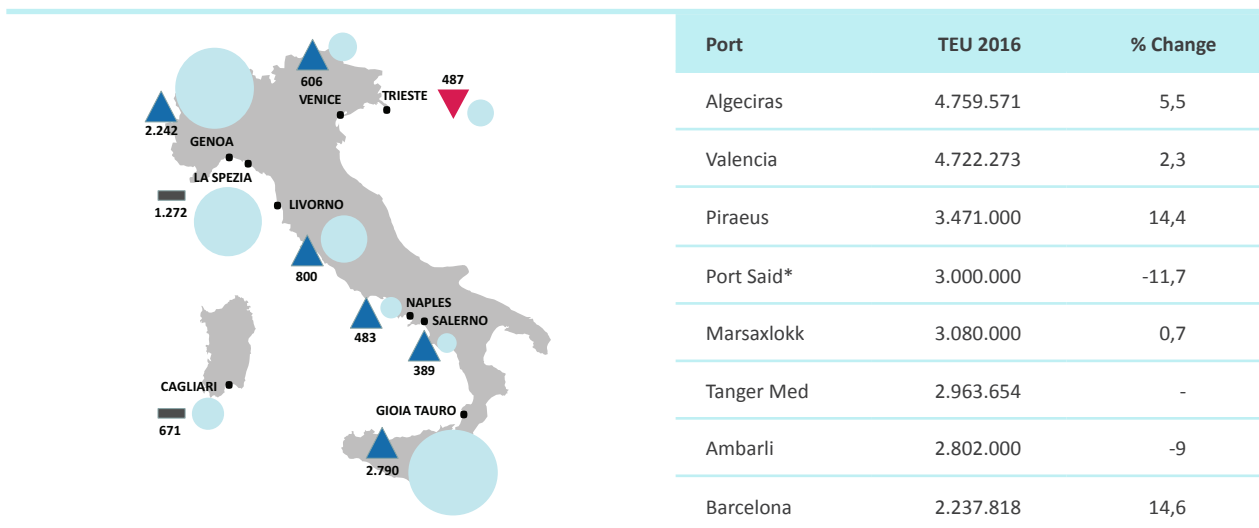 606
VENICE
TRIESTE
487
2.242
GENOA
LA SPEZIA
1.272
LIVORNO
800
NAPLES
SALERNO
483
389
CAGLIARI
671
GIOIA TAURO
2.790
Port TEU 2016 % Change
Algeciras 4.759.571 5,5
Valencia 4.722.273 2,3
Piraeus 3.471.000 14,4
Port Said* 3.000.000 -11,7
Marsaxlokk 3.080.000 0,7
Tanger Med 2.963.654 -
Ambarli 2.802.000 -9
Barcelona 2.237.818 14,6